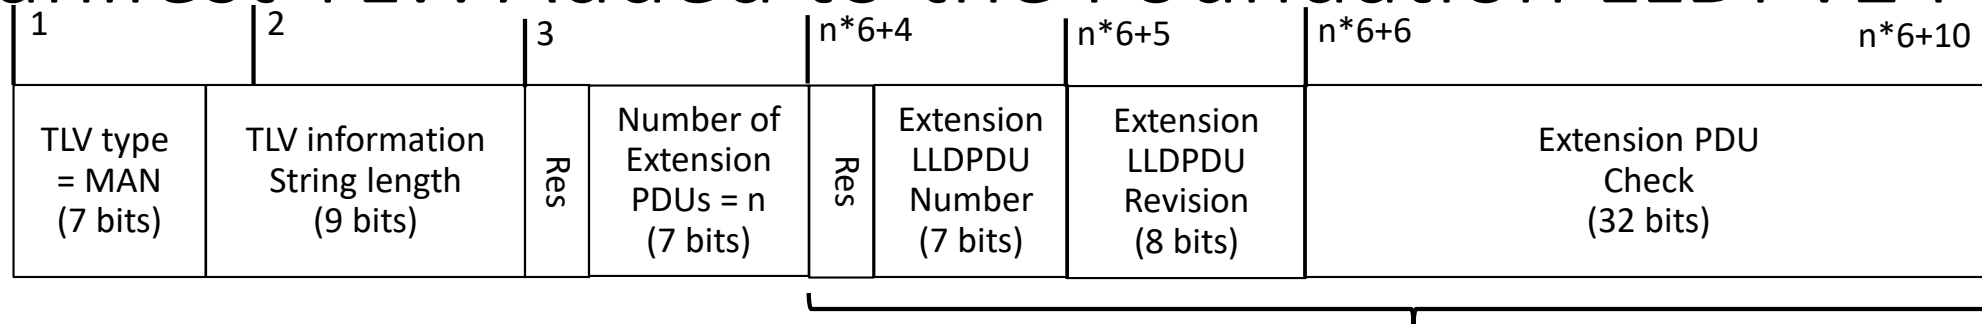 1
2
3
n*6+4
n*6+5
n*6+6
n*6+10
TLV type
= MAN
(7 bits)
TLV information
String length
(9 bits)
Res
Number of
Extension
PDUs = n
(7 bits)
Res
Extension
LLDPDU
Number
(7 bits)
Extension
LLDPDU
Revision
(8 bits)
Extension PDU
Check
(32 bits)